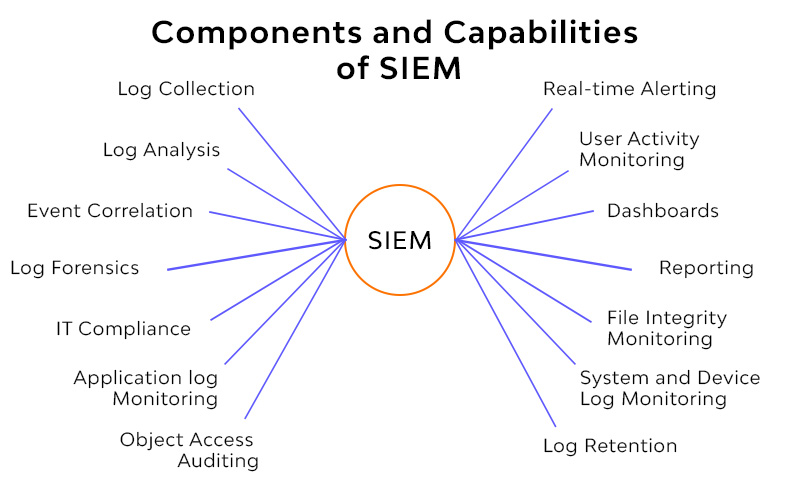 Components and Capabilities
of SIEM
Log Collection
Log Analysis
Event Correlation
Log Forensics
IT Compliance
Application log
Monitoring
Object Access
Auditing
SIEM
Real-time Alerting
User Activity
Monitoring
Dashboards
Reporting
File Integrity
Monitoring
System and Device
Log Monitoring
Log Retention